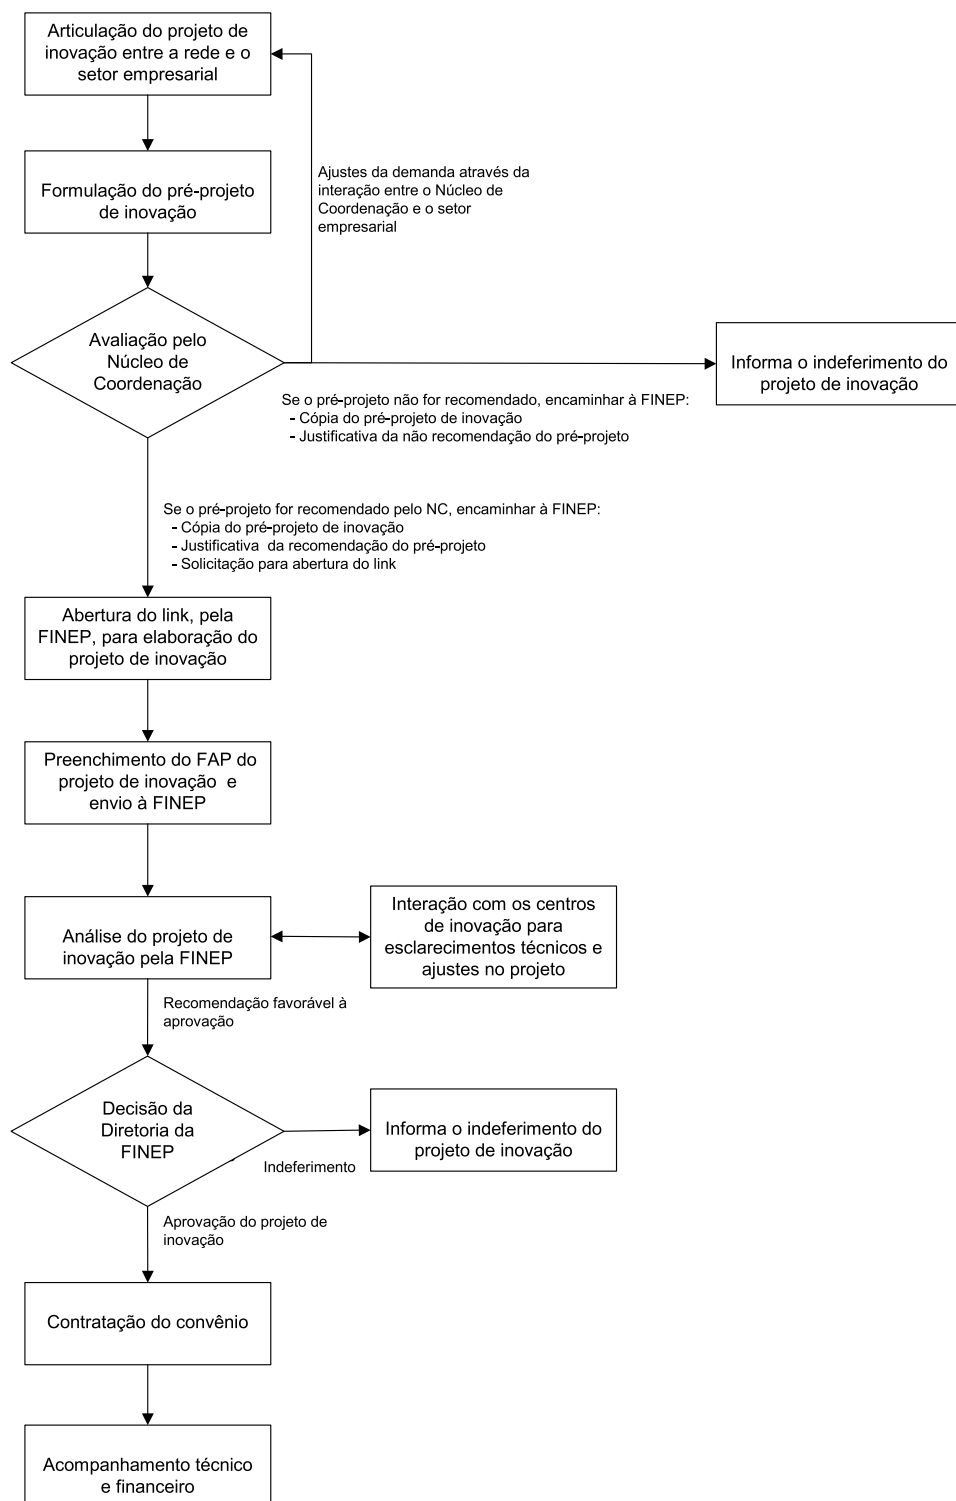 Articulação do projeto de
inovação entre a rede e o
setor empresarial
Formulação do pré-projeto
de inovação
Ajustes da demanda através da
interação entre o Núcleo de
Coordenação e o setor
empresarial
Avaliação pelo
Núcleo de
Coordenação
Informa o indeferimento do
projeto de inovação
Se o pré-projeto não for recomendado, encaminhar à FINEP:
- Cópia do pré-projeto de inovação
- Justificativa da não recomendação do pré-projeto
Se o pré-projeto for recomendado pelo NC, encaminhar à FINEP:
- Cópia do pré-projeto de inovação
- Justificativa da recomendação do pré-projeto
- Solicitação para abertura do link
Abertura do link, pela
FINEP, para elaboração do
projeto de inovação
Preenchimento do FAP do
projeto de inovação e
envio à FINEP
Análise do projeto de
inovação pela FINEP
Interação com os centros
de inovação para
esclarecimentos técnicos e
ajustes no projeto
Recomendação favorável à
aprovação
Decisão da
Diretoria da
FINEP
Indeferimento
Informa o indeferimento do
projeto de inovação
Aprovação do projeto de
inovação
Contratação do convênio
Acompanhamento técnico
e financeiro